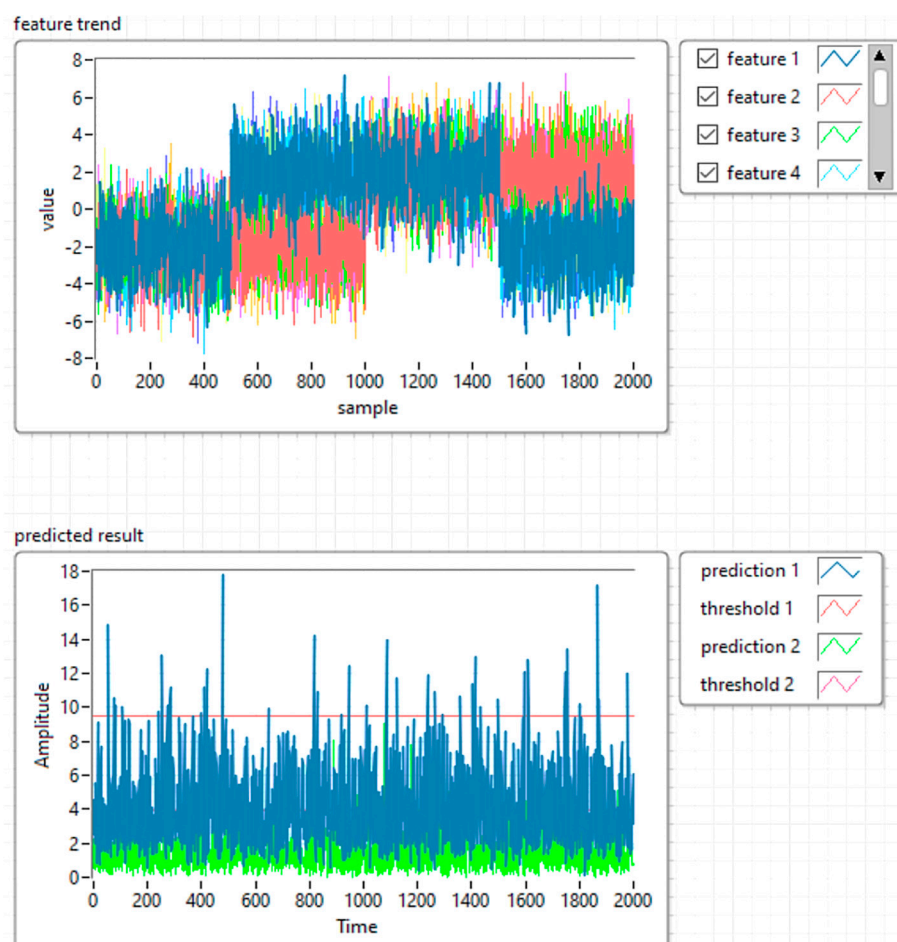 feature trend
8
6
4
2
0
-2
-4
-6
-8
value
0 200 400 600 800 1000 1200 1400 1600 1800 2000
sample
feature 1
feature 2
feature 3
feature 4
predicted result
18
16
14
12
10
8
6
4
2
0
Amplitude
0 200 400 600 800 1000 1200 1400 1600 1800 2000
Time
prediction 1
threshold 1
prediction 2
threshold 2